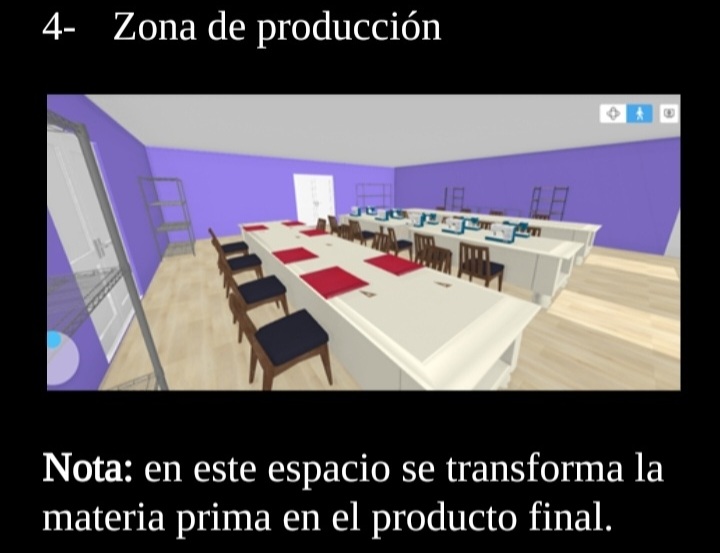 4- Zona de producción
Nota: en este espacio se transforma la
materia prima en el producto final.